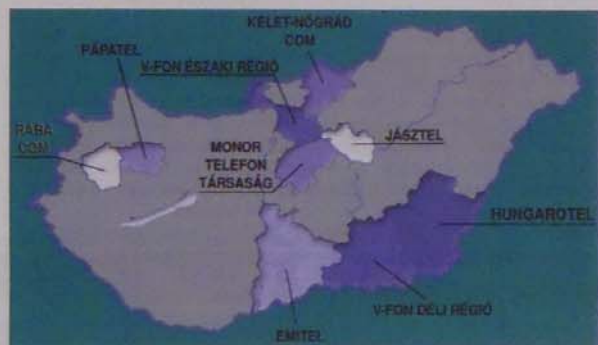 KELET-NÓGRÁD
COM
PÁPATEL
V-FON ÉSZAKI RÉGIÓ
RÁBA
COM
MONOR
TELEFON
TÁRSASÁG
JÁSZTEL
HUNGAROTEL
V-FON DÉLI RÉGIÓ
EMITEL